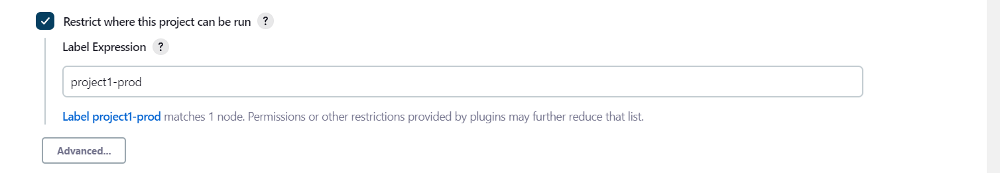 Restrict where this project can be run ?
Label Expression ?
project1-prod
Label project1-prod matches 1 node. Permissions or other restrictions provided by plugins may further reduce that list.
Advanced...